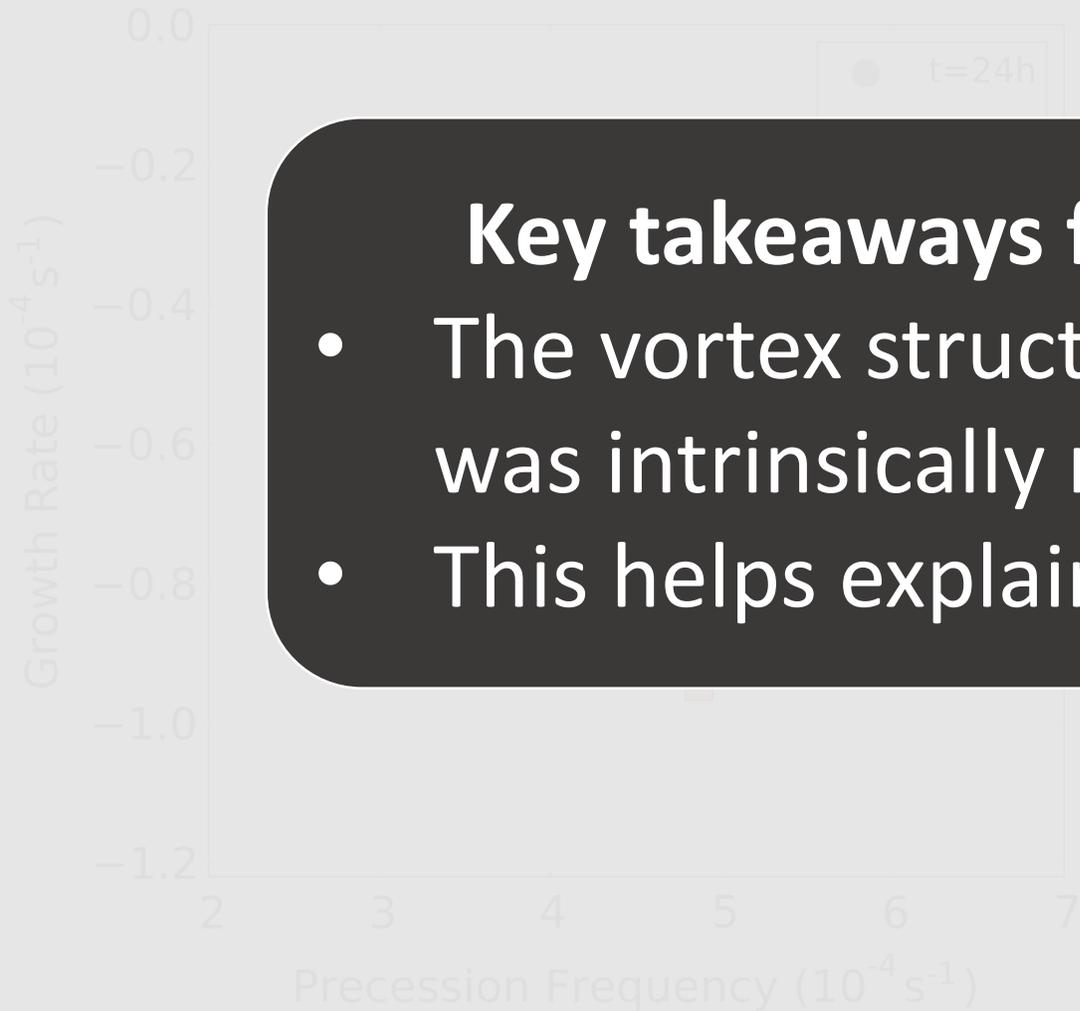 0.0
t=24h
−0.2
Key takeaways
−0.4
• The vortex struct
was intrinsically
−0.6
• This helps explain
−0.8
−1.0
−1.2
2 3 4 5 6 7
Growth Rate (10⁻⁴ s⁻¹)
Precession Frequency (10⁻⁴ s⁻¹)